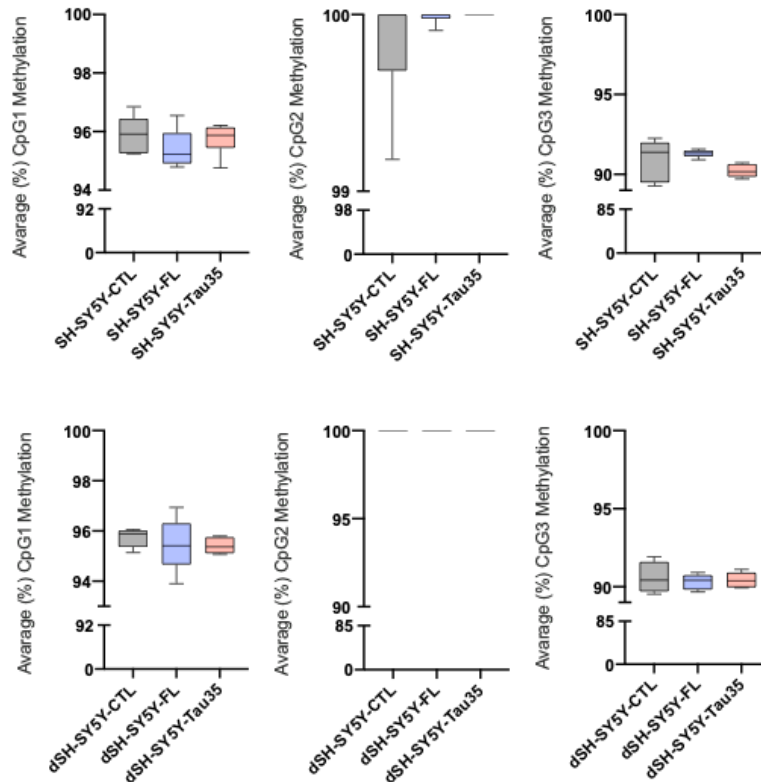 Avarage (%) CpG1 Methylation
100
98
96
94
92
0
SH-SY5Y-CTL
SH-SY5Y-FL
SH-SY5Y-Tau35
Avarage (%) CpG2 Methylation
100
99
98
0
SH-SY5Y-CTL
SH-SY5Y-FL
SH-SY5Y-Tau35
Avarage (%) CpG3 Methylation
100
95
90
85
0
SH-SY5Y-CTL
SH-SY5Y-FL
SH-SY5Y-Tau35
Avarage (%) CpG1 Methylation
100
98
96
94
92
0
dSH-SY5Y-CTL
dSH-SY5Y-FL
dSH-SY5Y-Tau35
Avarage (%) CpG2 Methylation
100
95
90
85
0
dSH-SY5Y-CTL
dSH-SY5Y-FL
dSH-SY5Y-Tau35
Avarage (%) CpG3 Methylation
100
95
90
85
0
dSH-SY5Y-CTL
dSH-SY5Y-FL
dSH-SY5Y-Tau35